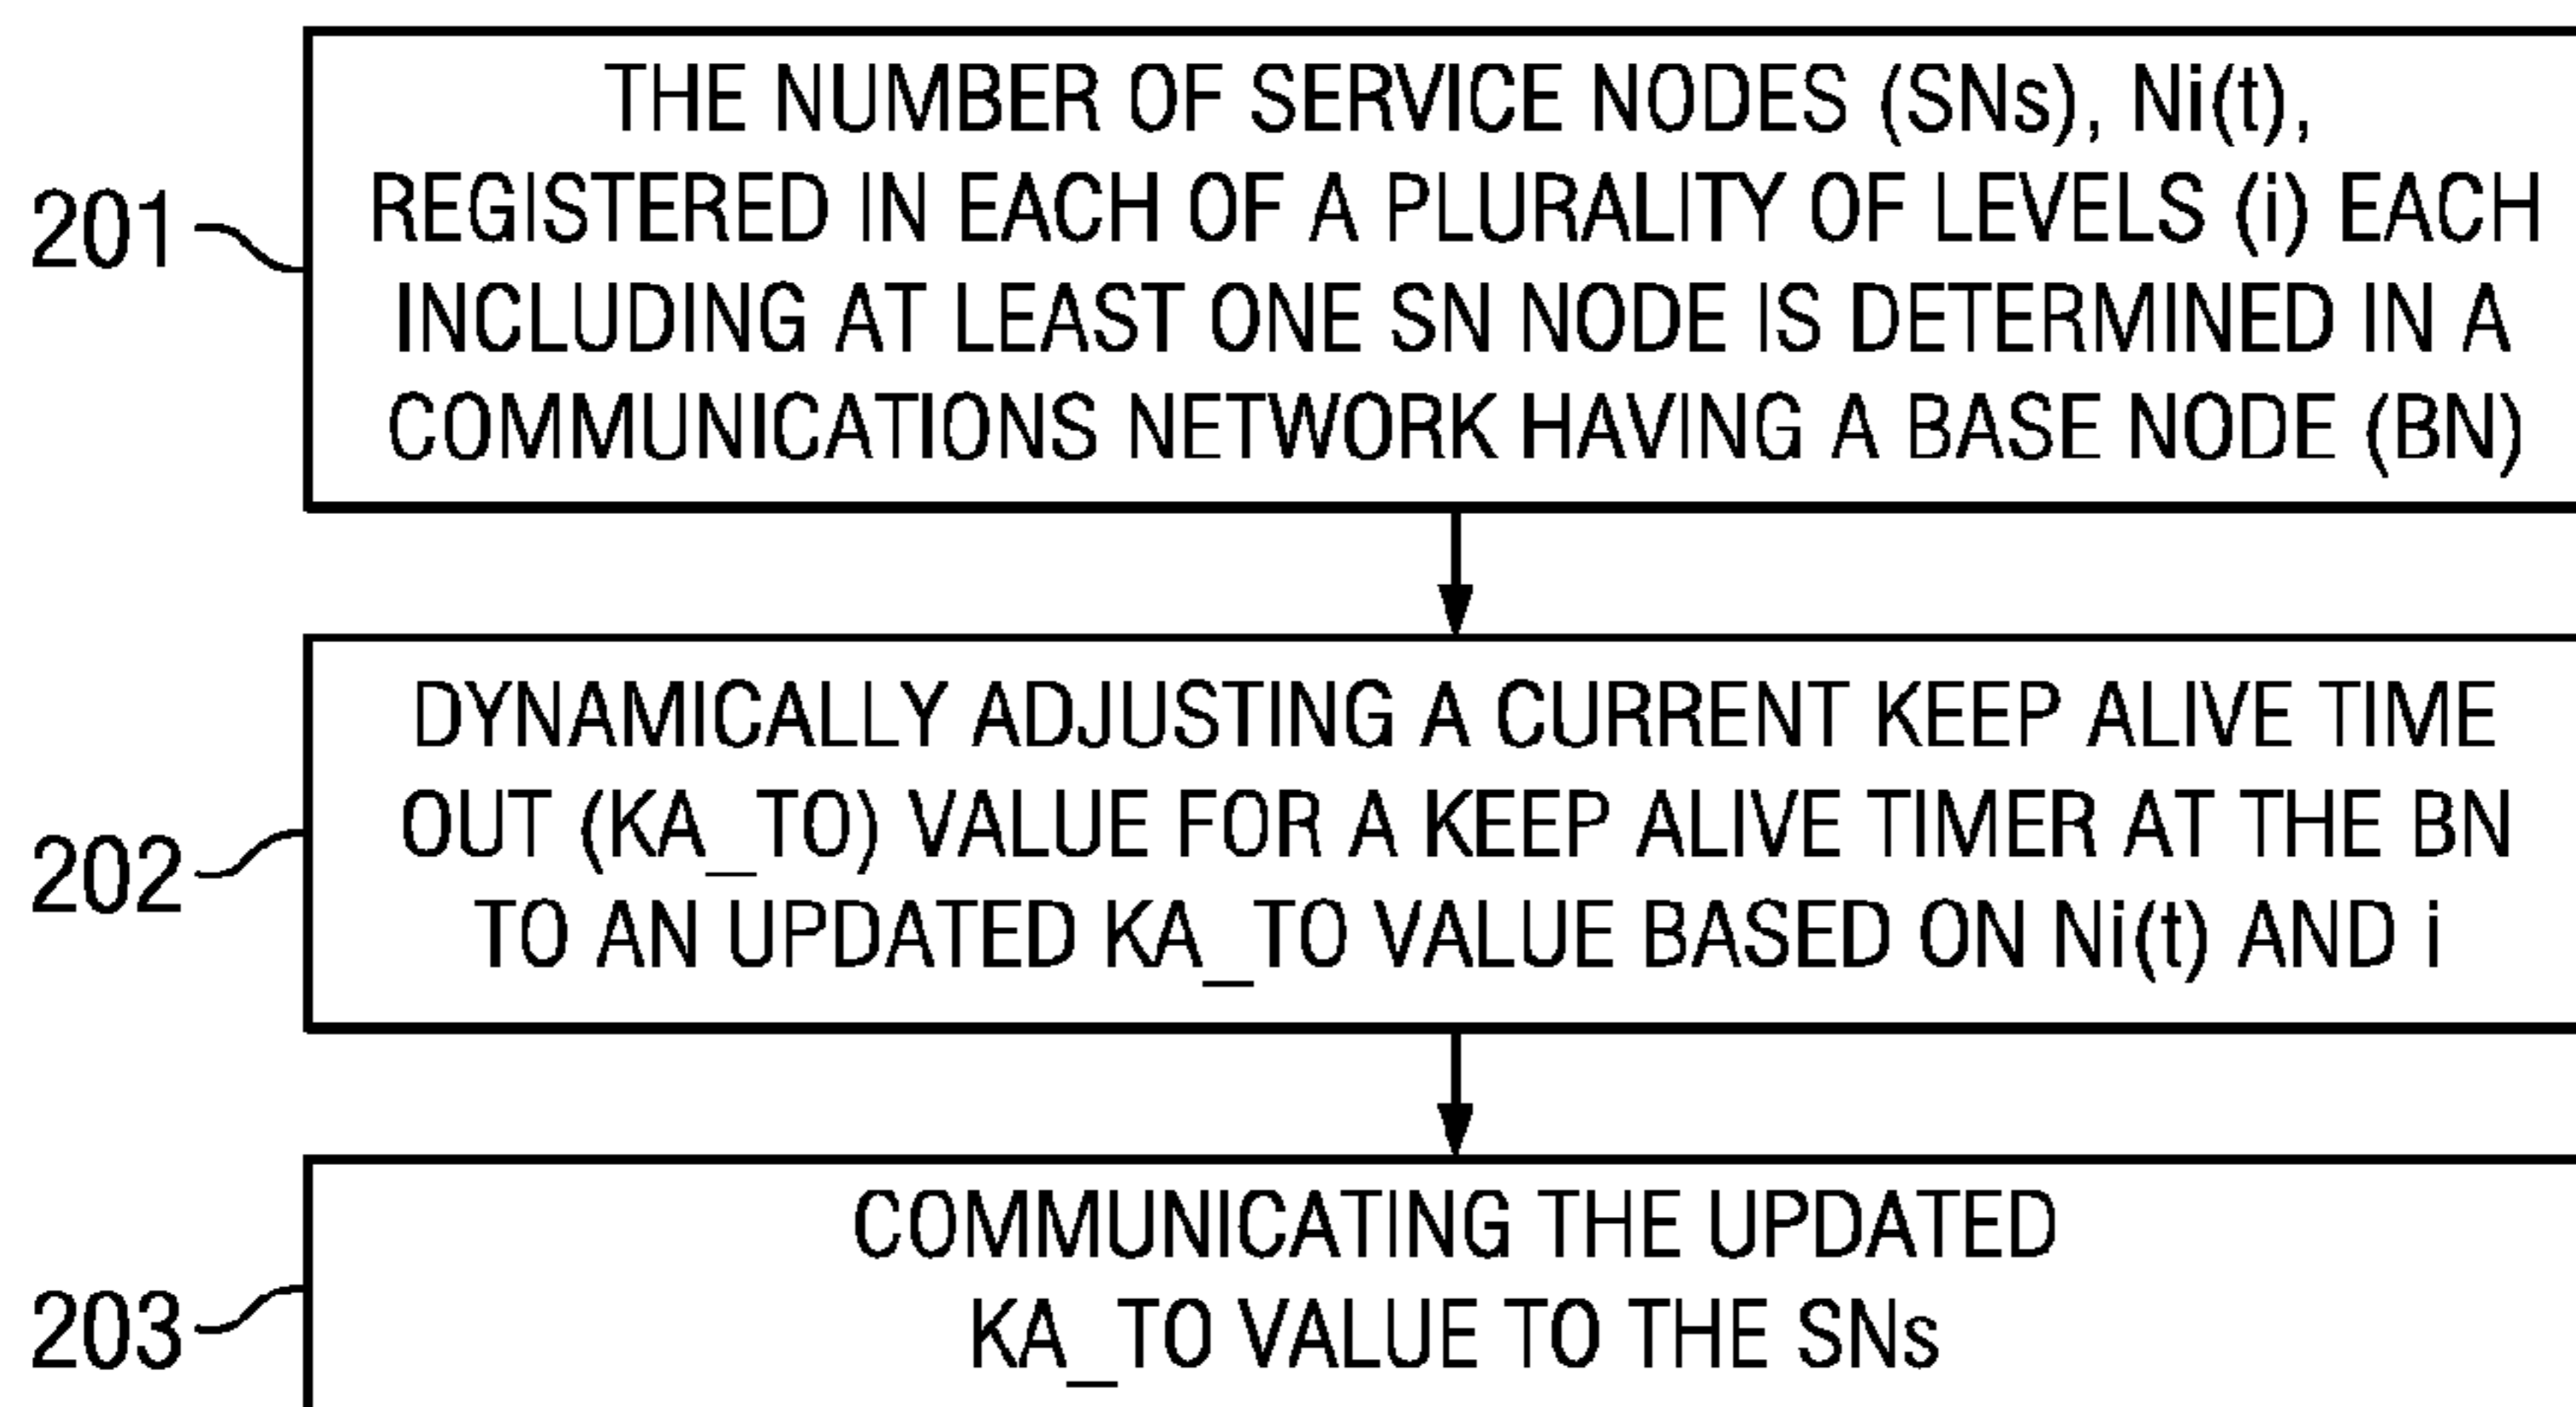 THE NUMBER OF SERVICE NODES (SNs), Ni(t),
REGISTERED IN EACH OF A PLURALITY OF LEVELS (i) EACH
INCLUDING AT LEAST ONE SN NODE IS DETERMINED IN A
COMMUNICATIONS NETWORK HAVING A BASE NODE (BN)
201
DYNAMICALLY ADJUSTING A CURRENT KEEP ALIVE TIME
OUT (KA_TO) VALUE FOR A KEEP ALIVE TIMER AT THE BN
TO AN UPDATED KA_TO VALUE BASED ON Ni(t) AND i
202
COMMUNICATING THE UPDATED
KA_TO VALUE TO THE SNs
203